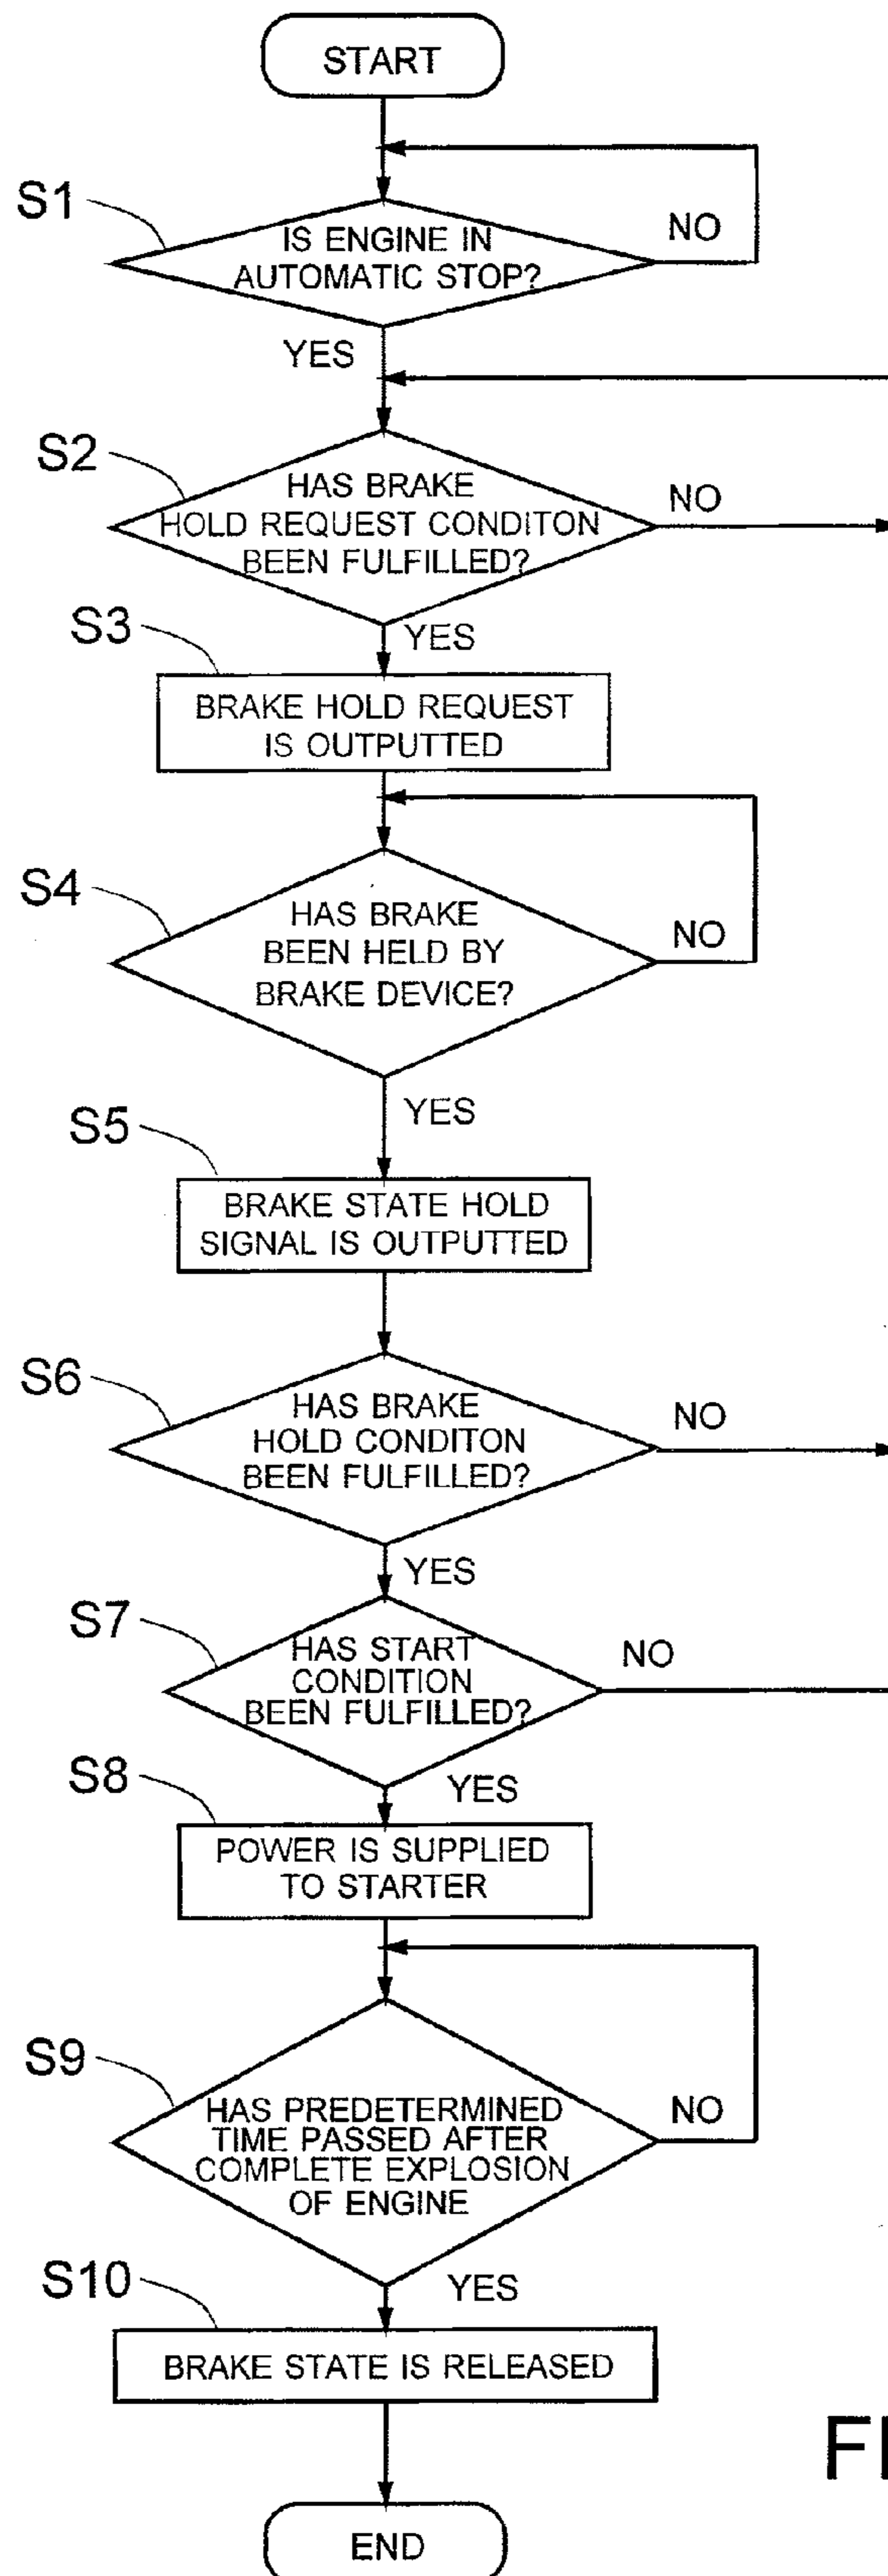 START
S1
IS ENGINE IN
AUTOMATIC STOP?
NO
YES
S2
HAS BRAKE
HOLD REQUEST CONDITON
BEEN FULFILLED?
NO
YES
S3
BRAKE HOLD REQUEST
IS OUTPUTTED
S4
HAS BRAKE
BEEN HELD BY
BRAKE DEVICE?
NO
YES
S5
BRAKE STATE HOLD
SIGNAL IS OUTPUTTED
S6
HAS BRAKE
HOLD CONDITON
BEEN FULFILLED?
NO
YES
S7
HAS START
CONDITION
BEEN FULFILLED?
NO
YES
S8
POWER IS SUPPLIED
TO STARTER
S9
HAS PREDETERMINED
TIME PASSED AFTER
COMPLETE EXPLOSION
OF ENGINE
NO
YES
S10
BRAKE STATE IS RELEASED
END